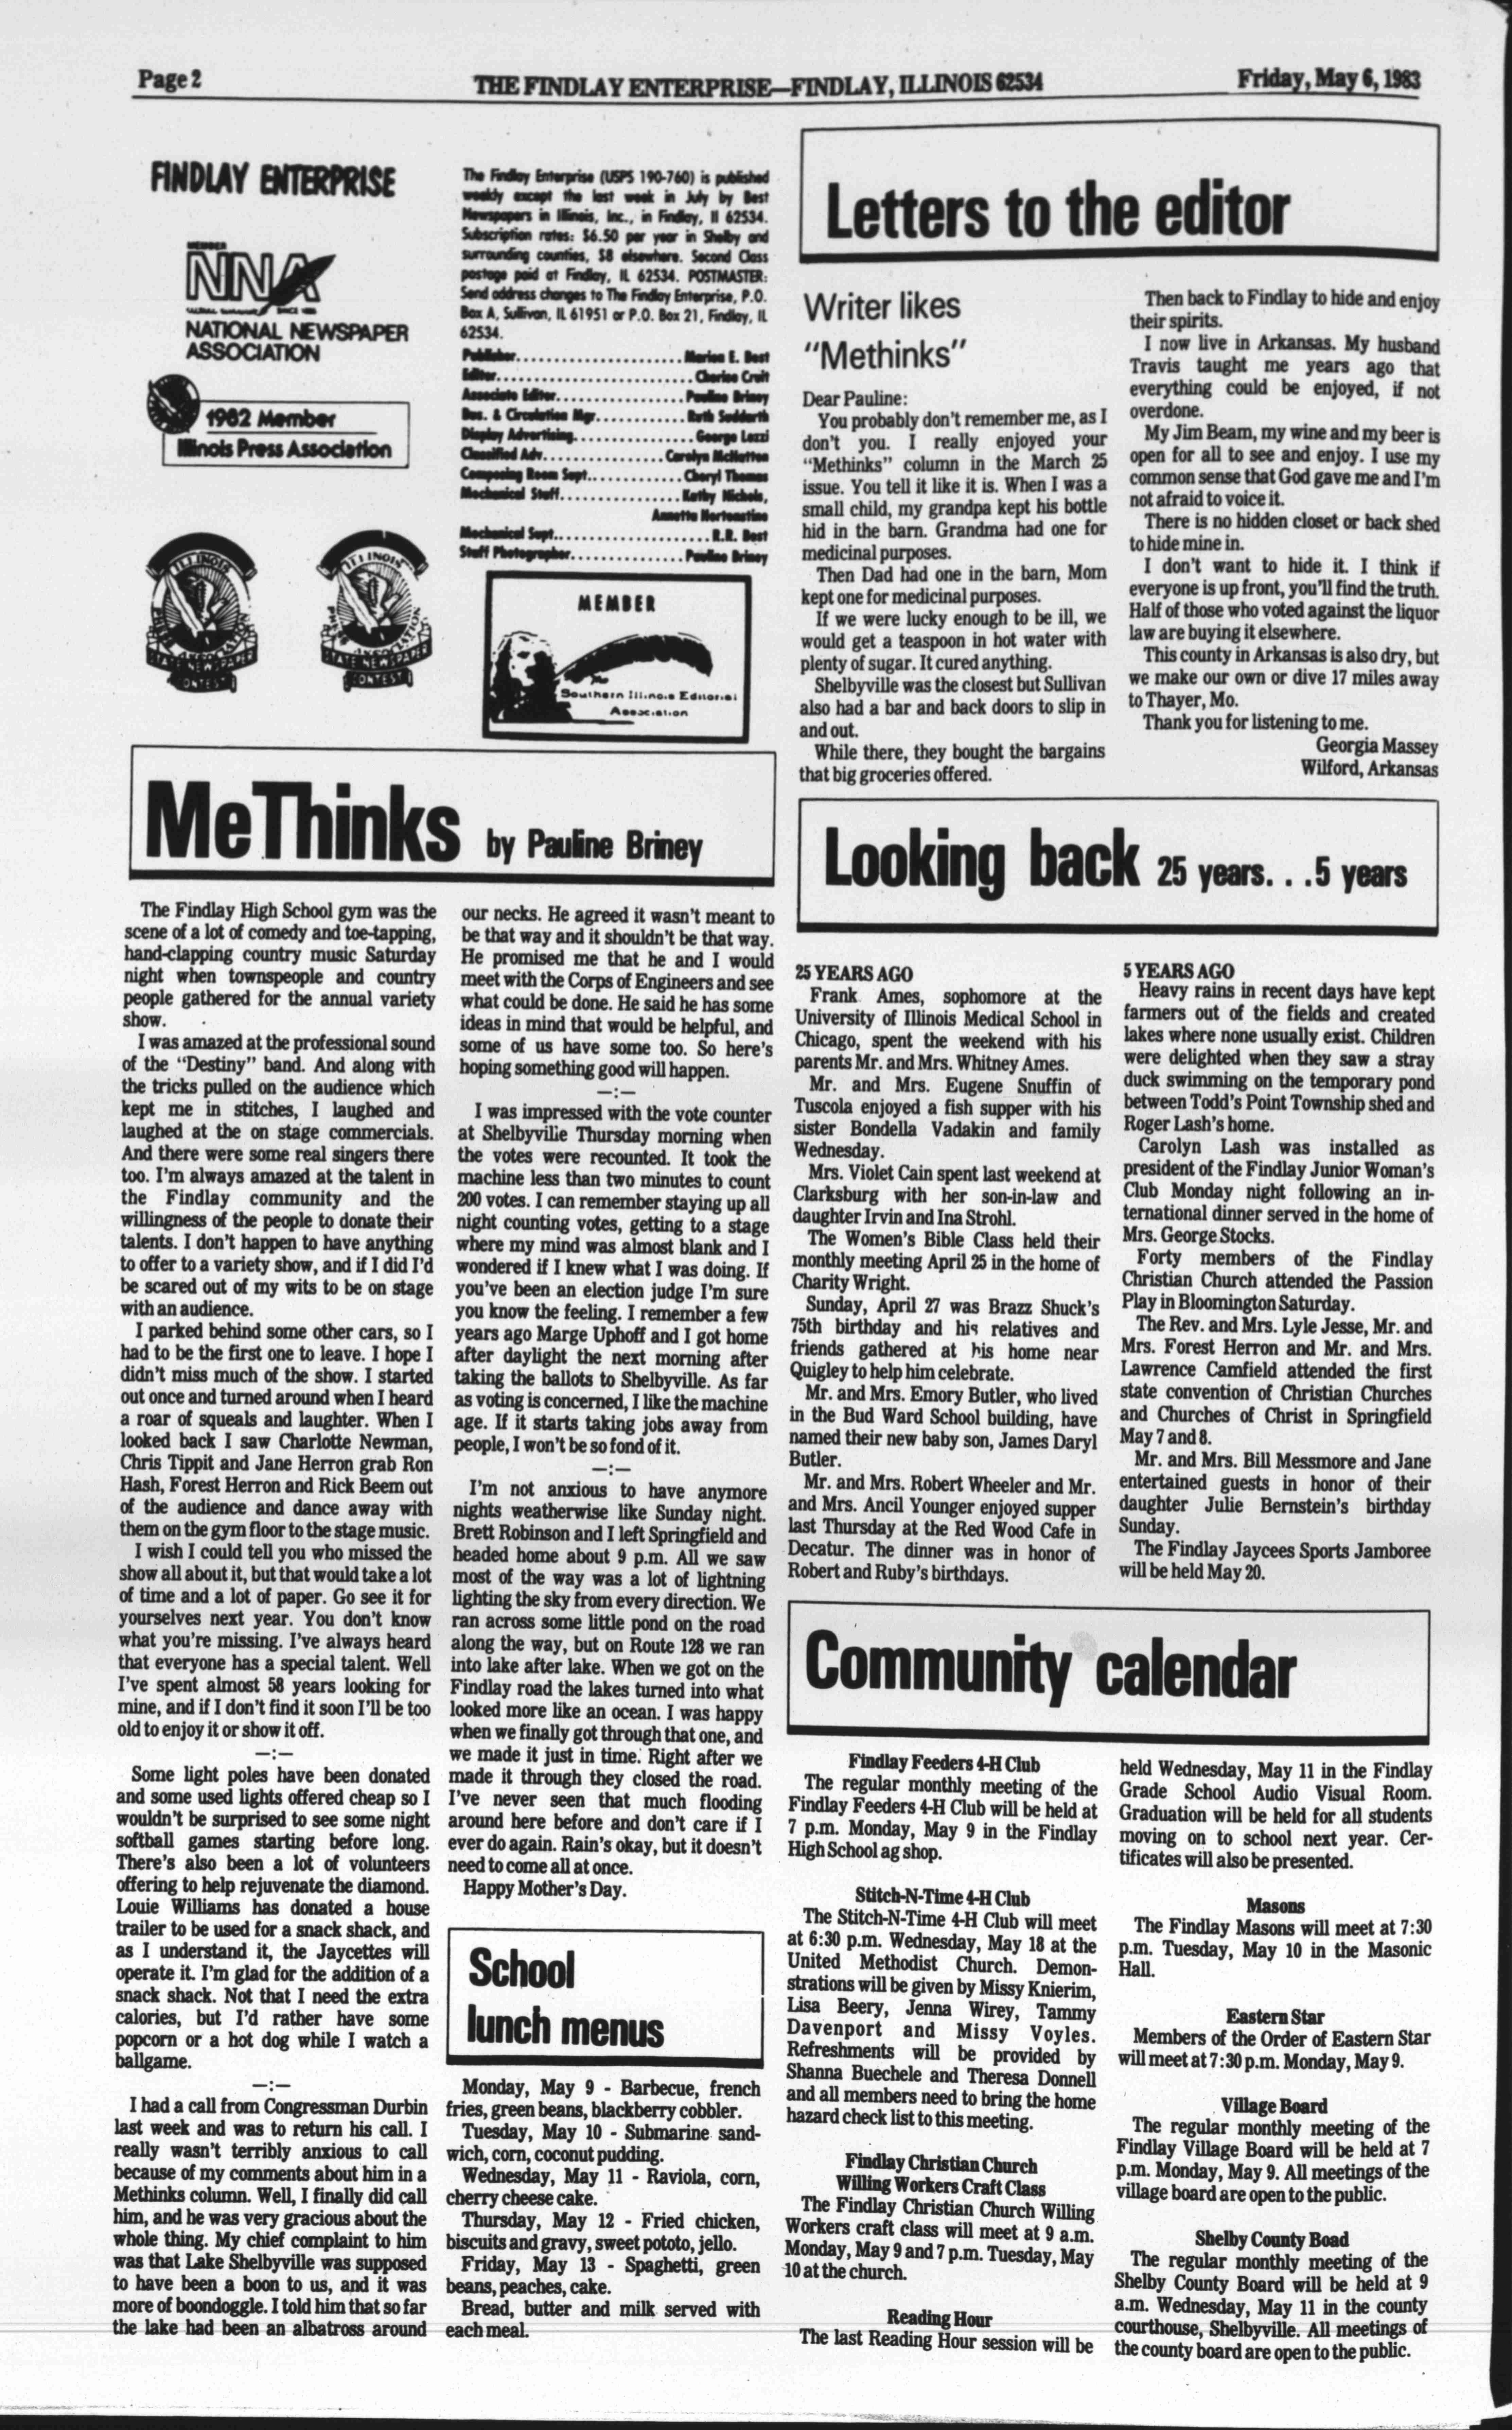 Page 2
THE FINDLAY ENTERPRISE—FINDLAY, ILLINOIS 62534
Friday, May 6, 1983
FINDLAY ENTERPRISE
MEMBER
NNA
SINCE
NATIONAL NEWSPAPER
ASSOCIATION
1982 Member
Illinois Press Association
ILLINOIS
PRESS ASSOCIATION
STATE NEWSPAPER
CONTEST
ILLINOIS
PRESS ASSOCIATION
STATE NEWSPAPER
CONTEST
The Findlay Enterprise (USPS 190-760) is published
weekly except the last week in July by Best
Newspapers in Illinois, Inc., in Findlay, Il 62534.
Subscription rates: $6.50 per year in Shelby and
surrounding counties, $8 elsewhere. Second Class
postage paid at Findlay, IL 62534. POSTMASTER:
Send address changes to The Findlay Enterprise, P.O.
Box A, Sullivan, IL 61951 or P.O. Box 21, Findlay, IL
62534.
Publisher......................Marion E. Best
Editor..........................Charise Cruit
Associate Editor.................Pauline Briney
Bus. & Circulation Mgr............Ruth Suddarth
Display Advertising................George Lezzi
Classified Adv................Carolyn McHatten
Composing Room Supt.............Cheryl Thomas
Mechanical Staff................Kathy Nichols,
Annetta Hortenstine
Mechanical Supt.....................R.R. Best
Staff Photographer...............Pauline Briney
MEMBER
Southern Illinois Editorial
Association
MeThinks by Pauline Briney
The Findlay High School gym was the
scene of a lot of comedy and toe-tapping,
hand-clapping country music Saturday
night when townspeople and country
people gathered for the annual variety
show.
I was amazed at the professional sound
of the "Destiny" band. And along with
the tricks pulled on the audience which
kept me in stitches, I laughed and
laughed at the on stage commercials.
And there were some real singers there
too. I'm always amazed at the talent in
the Findlay community and the
willingness of the people to donate their
talents. I don't happen to have anything
to offer to a variety show, and if I did I'd
be scared out of my wits to be on stage
with an audience.
I parked behind some other cars, so I
had to be the first one to leave. I hope I
didn't miss much of the show. I started
out once and turned around when I heard
a roar of squeals and laughter. When I
looked back I saw Charlotte Newman,
Chris Tippit and Jane Herron grab Ron
Hash, Forest Herron and Rick Beem out
of the audience and dance away with
them on the gym floor to the stage music.
I wish I could tell you who missed the
show all about it, but that would take a lot
of time and a lot of paper. Go see it for
yourselves next year. You don't know
what you're missing. I've always heard
that everyone has a special talent. Well
I've spent almost 58 years looking for
mine, and if I don't find it soon I'll be too
old to enjoy it or show it off.
—:—
Some light poles have been donated
and some used lights offered cheap so I
wouldn't be surprised to see some night
softball games starting before long.
There's also been a lot of volunteers
offering to help rejuvenate the diamond.
Louie Williams has donated a house
trailer to be used for a snack shack, and
as I understand it, the Jaycettes will
operate it. I'm glad for the addition of a
snack shack. Not that I need the extra
calories, but I'd rather have some
popcorn or a hot dog while I watch a
ballgame.
—:—
I had a call from Congressman Durbin
last week and was to return his call. I
really wasn't terribly anxious to call
because of my comments about him in a
Methinks column. Well, I finally did call
him, and he was very gracious about the
whole thing. My chief complaint to him
was that Lake Shelbyville was supposed
to have been a boon to us, and it was
more of boondoggle. I told him that so far
the lake had been an albatross around
our necks. He agreed it wasn't meant to
be that way and it shouldn't be that way.
He promised me that he and I would
meet with the Corps of Engineers and see
what could be done. He said he has some
ideas in mind that would be helpful, and
some of us have some too. So here's
hoping something good will happen.
—:—
I was impressed with the vote counter
at Shelbyville Thursday morning when
the votes were recounted. It took the
machine less than two minutes to count
200 votes. I can remember staying up all
night counting votes, getting to a stage
where my mind was almost blank and I
wondered if I knew what I was doing. If
you've been an election judge I'm sure
you know the feeling. I remember a few
years ago Marge Uphoff and I got home
after daylight the next morning after
taking the ballots to Shelbyville. As far
as voting is concerned, I like the machine
age. If it starts taking jobs away from
people, I won't be so fond of it.
—:—
I'm not anxious to have anymore
nights weatherwise like Sunday night.
Brett Robinson and I left Springfield and
headed home about 9 p.m. All we saw
most of the way was a lot of lightning
lighting the sky from every direction. We
ran across some little pond on the road
along the way, but on Route 128 we ran
into lake after lake. When we got on the
Findlay road the lakes turned into what
looked more like an ocean. I was happy
when we finally got through that one, and
we made it just in time. Right after we
made it through they closed the road.
I've never seen that much flooding
around here before and don't care if I
ever do again. Rain's okay, but it doesn't
need to come all at once.
Happy Mother's Day.
School
lunch menus
Monday, May 9 - Barbecue, french
fries, green beans, blackberry cobbler.
Tuesday, May 10 - Submarine sand-
wich, corn, coconut pudding.
Wednesday, May 11 - Raviola, corn,
cherry cheese cake.
Thursday, May 12 - Fried chicken,
biscuits and gravy, sweet pototo, jello.
Friday, May 13 - Spaghetti, green
beans, peaches, cake.
Bread, butter and milk served with
each meal.
Letters to the editor
Writer likes
"Methinks"
Dear Pauline:
You probably don't remember me, as I
don't you. I really enjoyed your
"Methinks" column in the March 25
issue. You tell it like it is. When I was a
small child, my grandpa kept his bottle
hid in the barn. Grandma had one for
medicinal purposes.
Then Dad had one in the barn, Mom
kept one for medicinal purposes.
If we were lucky enough to be ill, we
would get a teaspoon in hot water with
plenty of sugar. It cured anything.
Shelbyville was the closest but Sullivan
also had a bar and back doors to slip in
and out.
While there, they bought the bargains
that big groceries offered.
Then back to Findlay to hide and enjoy
their spirits.
I now live in Arkansas. My husband
Travis taught me years ago that
everything could be enjoyed, if not
overdone.
My Jim Beam, my wine and my beer is
open for all to see and enjoy. I use my
common sense that God gave me and I'm
not afraid to voice it.
There is no hidden closet or back shed
to hide mine in.
I don't want to hide it. I think if
everyone is up front, you'll find the truth.
Half of those who voted against the liquor
law are buying it elsewhere.
This county in Arkansas is also dry, but
we make our own or dive 17 miles away
to Thayer, Mo.
Thank you for listening to me.
Georgia Massey
Wilford, Arkansas
Looking back 25 years. . .5 years
25 YEARS AGO
Frank Ames, sophomore at the
University of Illinois Medical School in
Chicago, spent the weekend with his
parents Mr. and Mrs. Whitney Ames.
Mr. and Mrs. Eugene Snuffin of
Tuscola enjoyed a fish supper with his
sister Bondella Vadakin and family
Wednesday.
Mrs. Violet Cain spent last weekend at
Clarksburg with her son-in-law and
daughter Irvin and Ina Strohl.
The Women's Bible Class held their
monthly meeting April 25 in the home of
Charity Wright.
Sunday, April 27 was Brazz Shuck's
75th birthday and his relatives and
friends gathered at his home near
Quigley to help him celebrate.
Mr. and Mrs. Emory Butler, who lived
in the Bud Ward School building, have
named their new baby son, James Daryl
Butler.
Mr. and Mrs. Robert Wheeler and Mr.
and Mrs. Ancil Younger enjoyed supper
last Thursday at the Red Wood Cafe in
Decatur. The dinner was in honor of
Robert and Ruby's birthdays.
5 YEARS AGO
Heavy rains in recent days have kept
farmers out of the fields and created
lakes where none usually exist. Children
were delighted when they saw a stray
duck swimming on the temporary pond
between Todd's Point Township shed and
Roger Lash's home.
Carolyn Lash was installed as
president of the Findlay Junior Woman's
Club Monday night following an in-
ternational dinner served in the home of
Mrs. George Stocks.
Forty members of the Findlay
Christian Church attended the Passion
Play in Bloomington Saturday.
The Rev. and Mrs. Lyle Jesse, Mr. and
Mrs. Forest Herron and Mr. and Mrs.
Lawrence Camfield attended the first
state convention of Christian Churches
and Churches of Christ in Springfield
May 7 and 8.
Mr. and Mrs. Bill Messmore and Jane
entertained guests in honor of their
daughter Julie Bernstein's birthday
Sunday.
The Findlay Jaycees Sports Jamboree
will be held May 20.
Community calendar
Findlay Feeders 4-H Club
The regular monthly meeting of the
Findlay Feeders 4-H Club will be held at
7 p.m. Monday, May 9 in the Findlay
High School ag shop.
Stitch-N-Time 4-H Club
The Stitch-N-Time 4-H Club will meet
at 6:30 p.m. Wednesday, May 18 at the
United Methodist Church. Demon-
strations will be given by Missy Knierim,
Lisa Beery, Jenna Wirey, Tammy
Davenport and Missy Voyles.
Refreshments will be provided by
Shanna Buechele and Theresa Donnell
and all members need to bring the home
hazard check list to this meeting.
Findlay Christian Church
Willing Workers Craft Class
The Findlay Christian Church Willing
Workers craft class will meet at 9 a.m.
Monday, May 9 and 7 p.m. Tuesday, May
10 at the church.
Reading Hour
The last Reading Hour session will be
held Wednesday, May 11 in the Findlay
Grade School Audio Visual Room.
Graduation will be held for all students
moving on to school next year. Cer-
tificates will also be presented.
Masons
The Findlay Masons will meet at 7:30
p.m. Tuesday, May 10 in the Masonic
Hall.
Eastern Star
Members of the Order of Eastern Star
will meet at 7:30 p.m. Monday, May 9.
Village Board
The regular monthly meeting of the
Findlay Village Board will be held at 7
p.m. Monday, May 9. All meetings of the
village board are open to the public.
Shelby County Boad
The regular monthly meeting of the
Shelby County Board will be held at 9
a.m. Wednesday, May 11 in the county
courthouse, Shelbyville. All meetings of
the county board are open to the public.